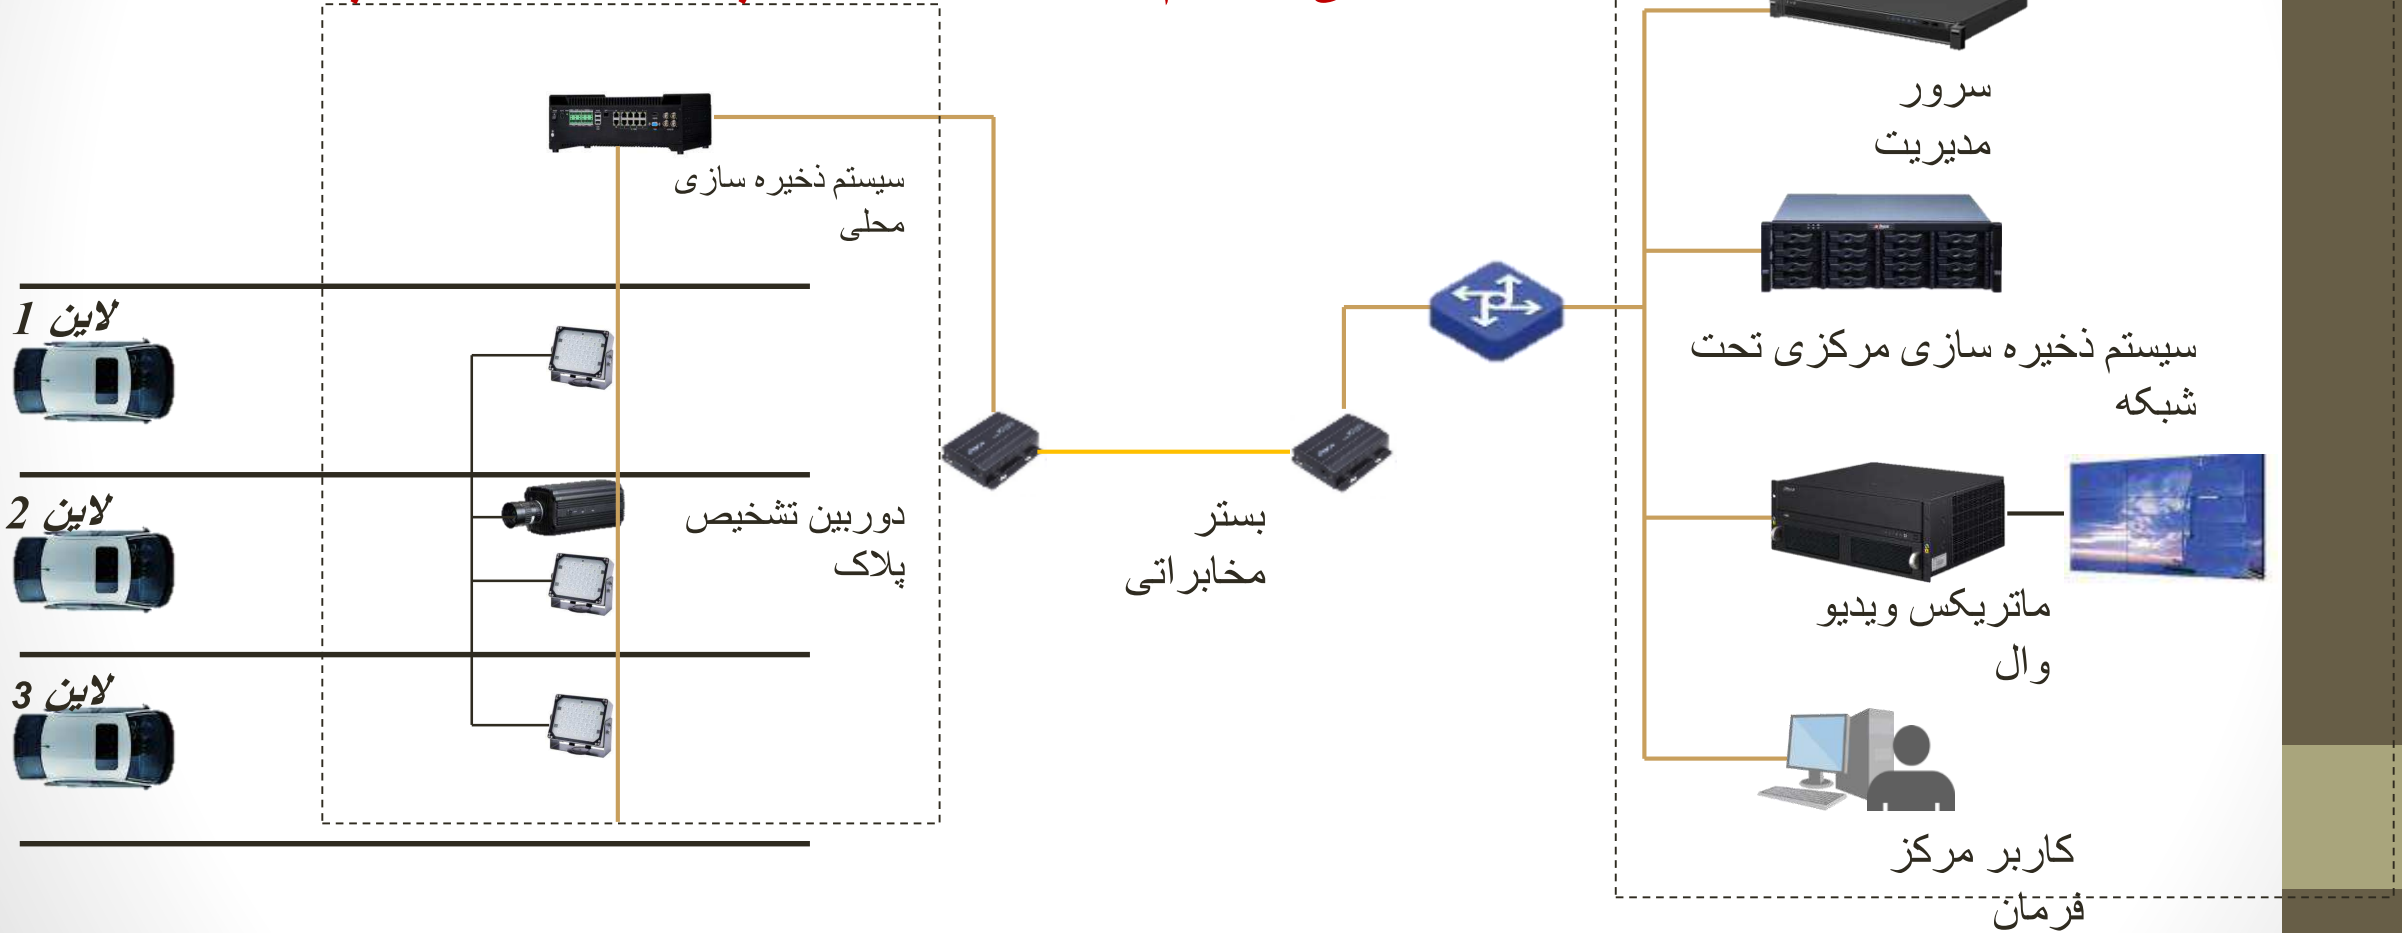 سرور
مدیریت
سیستم ذخیره سازی
محلی
لاین 1
سیستم ذخیره سازی مرکزی تحت
شبکه
لاین 2
دوربین تشخیص
پلاک
بستر
مخابراتی
ماتریکس ویدیو
وال
لاین 3
کاربر مرکز
فرمان